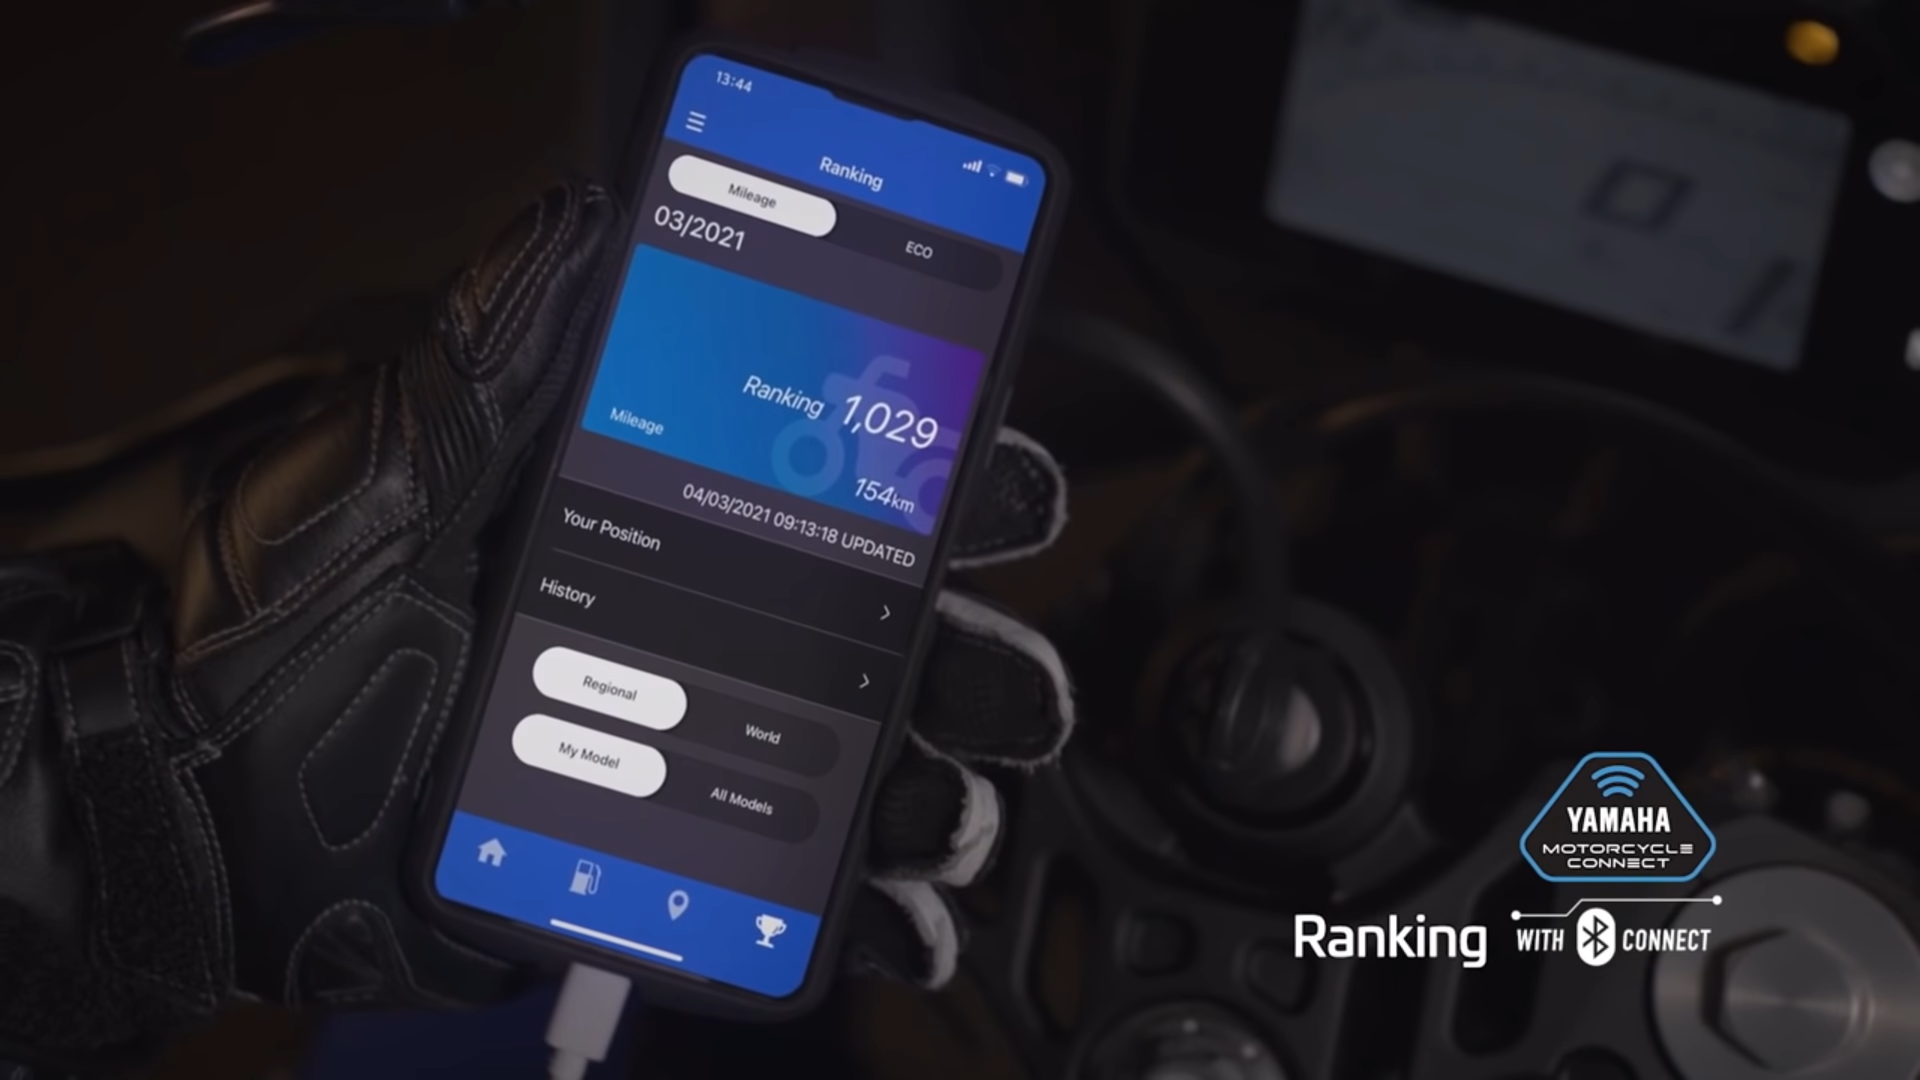 13:44
Ranking
Mileage
ECO
03/2021
Ranking 1,029
Mileage
154km
04/03/2021 09:13:18 UPDATED
Your Position
History
Regional
World
My Model
All Models
YAMAHA
MOTORCYCLE
CONNECT
Ranking
WITH CONNECT